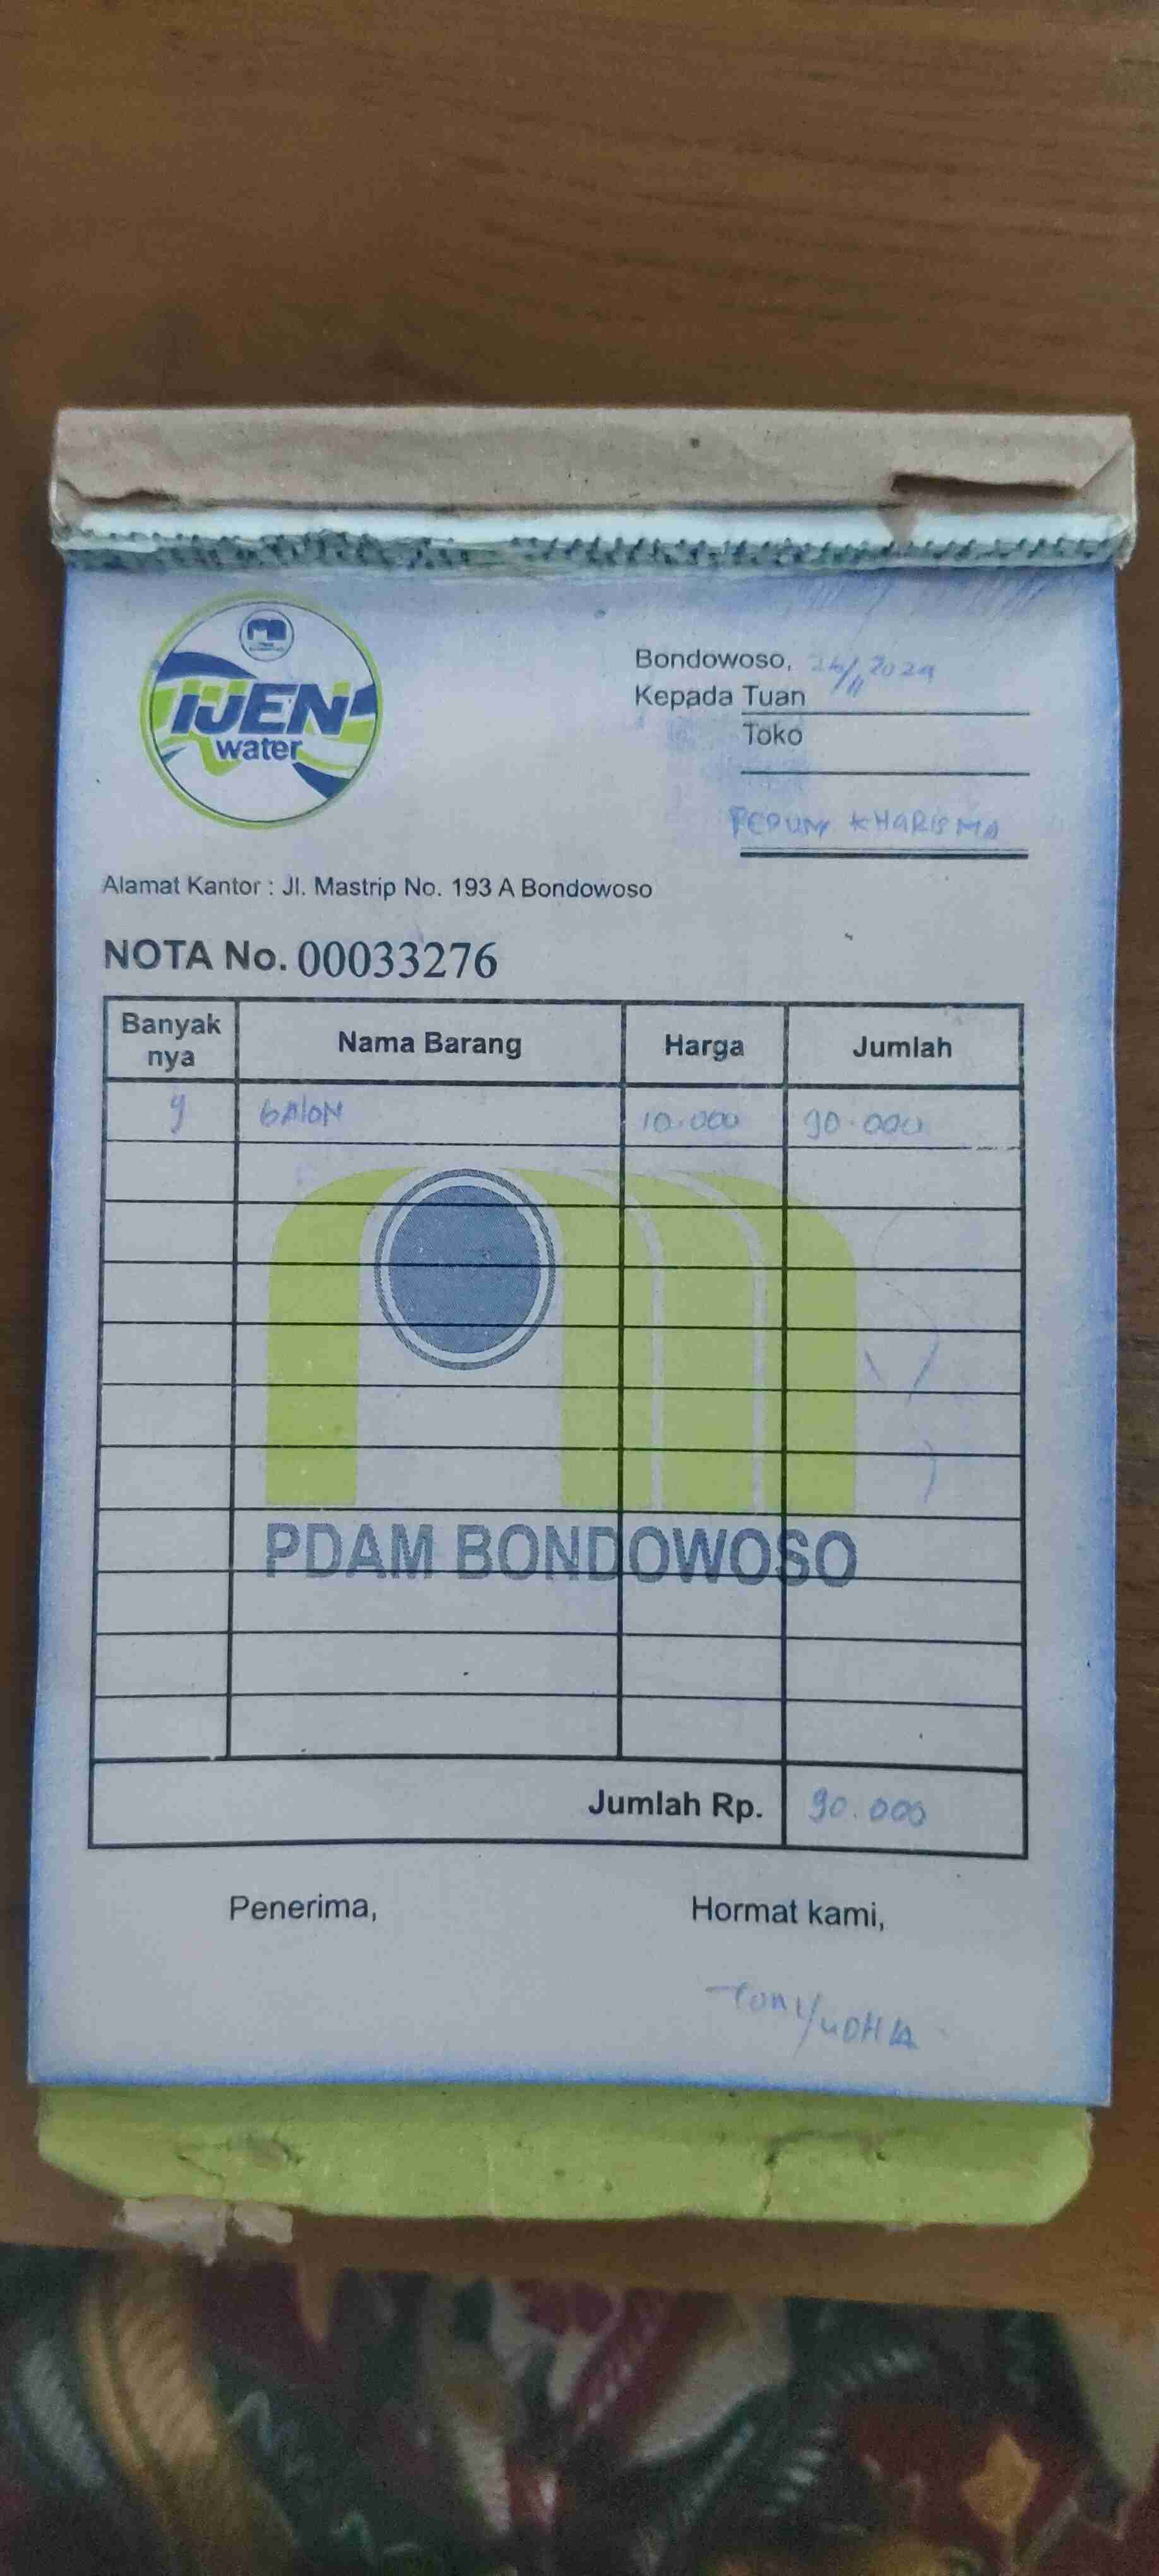 IJEN
water
Bondowoso, 26/11 2024
Kepada Tuan
Toko
PERUM KHARISMA
Alamat Kantor : Jl. Mastrip No. 193 A Bondowoso
NOTA No. 00033276
Banyak nya Nama Barang Harga Jumlah
9 GAlON 10.000 90.000
PDAM BONDOWOSO
Jumlah Rp. 90.000
Penerima, Hormat kami,